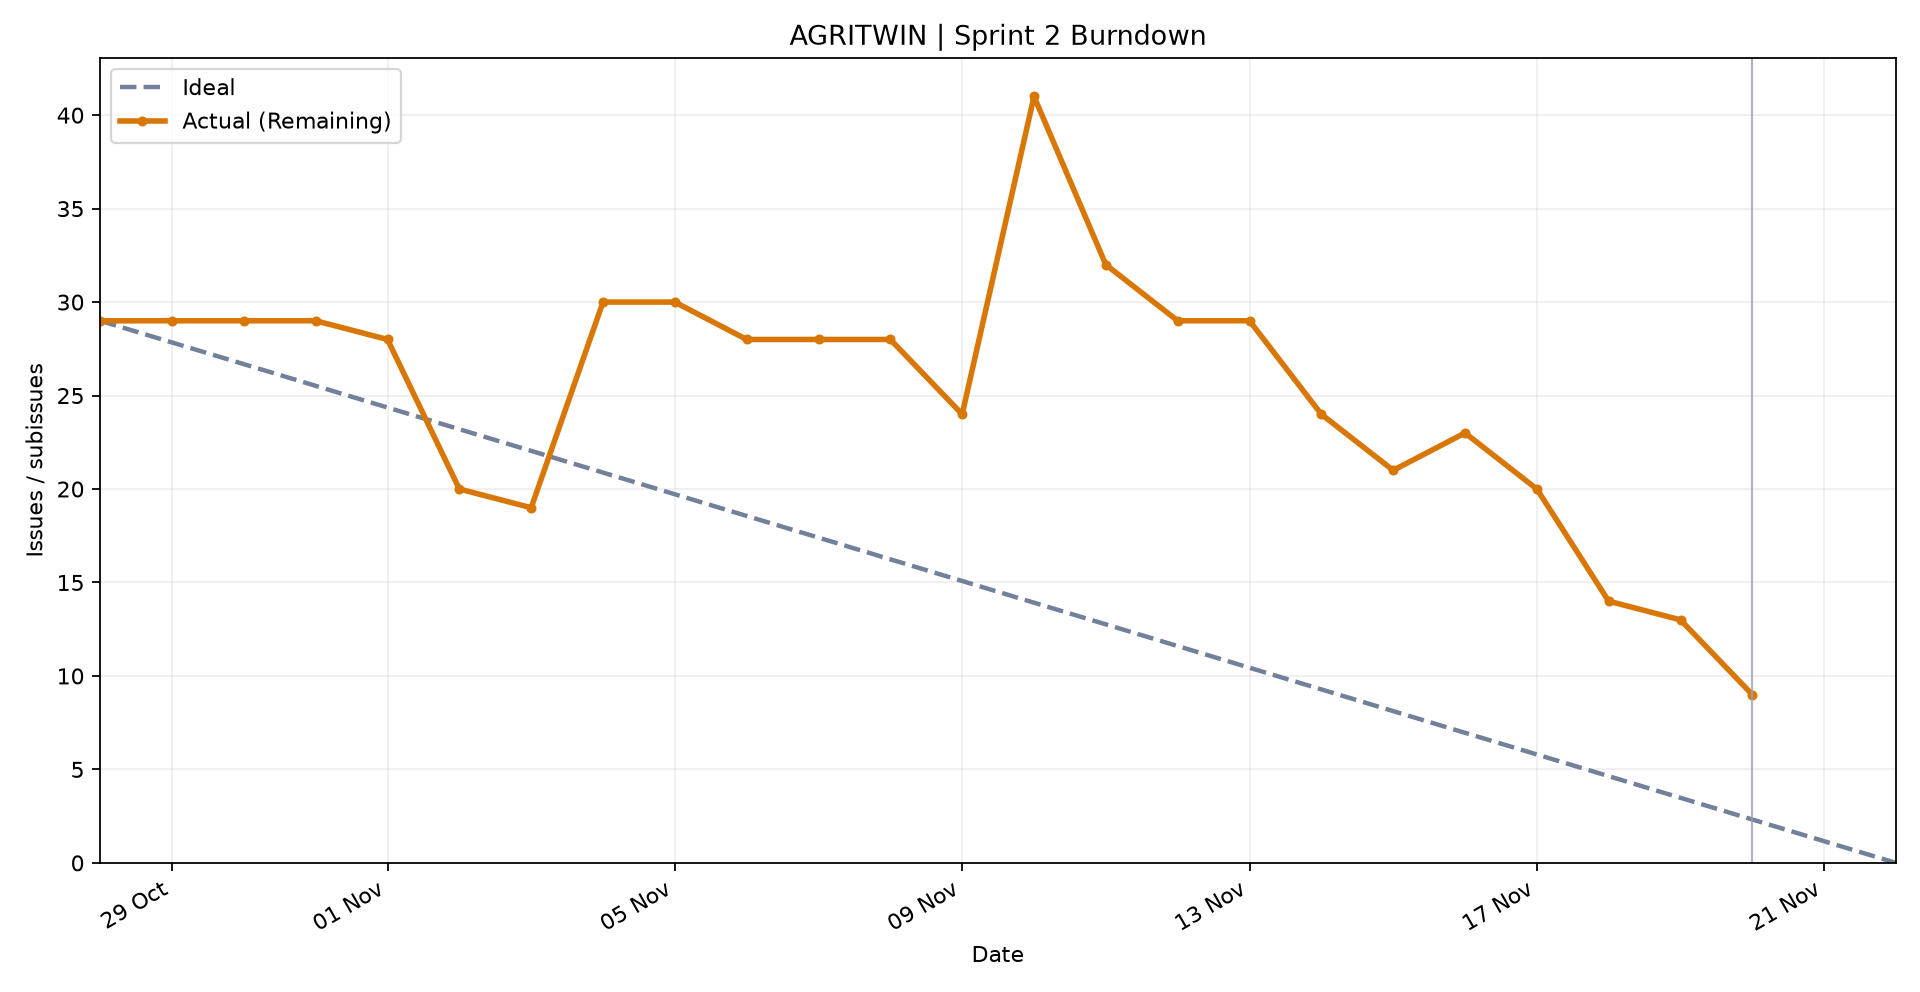 AGRITWIN | Sprint 2 Burndown
Ideal
Actual (Remaining)
Issues / subissues
40
35
30
25
20
15
10
5
0
29 Oct
01 Nov
05 Nov
09 Nov
13 Nov
17 Nov
21 Nov
Date